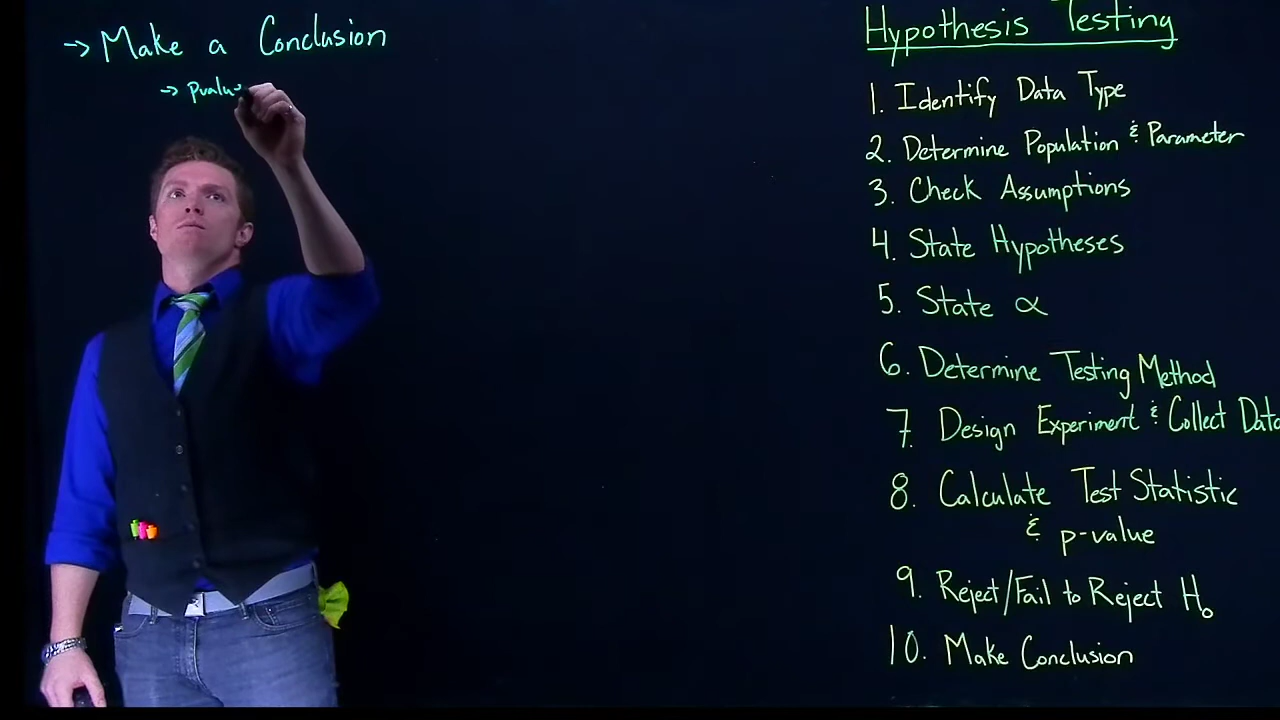 → Make a Conclusion
→ pvalue
Hypothesis Testing
1. Identify Data Type
2. Determine Population & Parameter
3. Check Assumptions
4. State Hypotheses
5. State α
6. Determine Testing Method
7. Design Experiment & Collect Data
8. Calculate Test Statistic
& p-value
9. Reject/Fail to Reject H₀
10. Make Conclusion